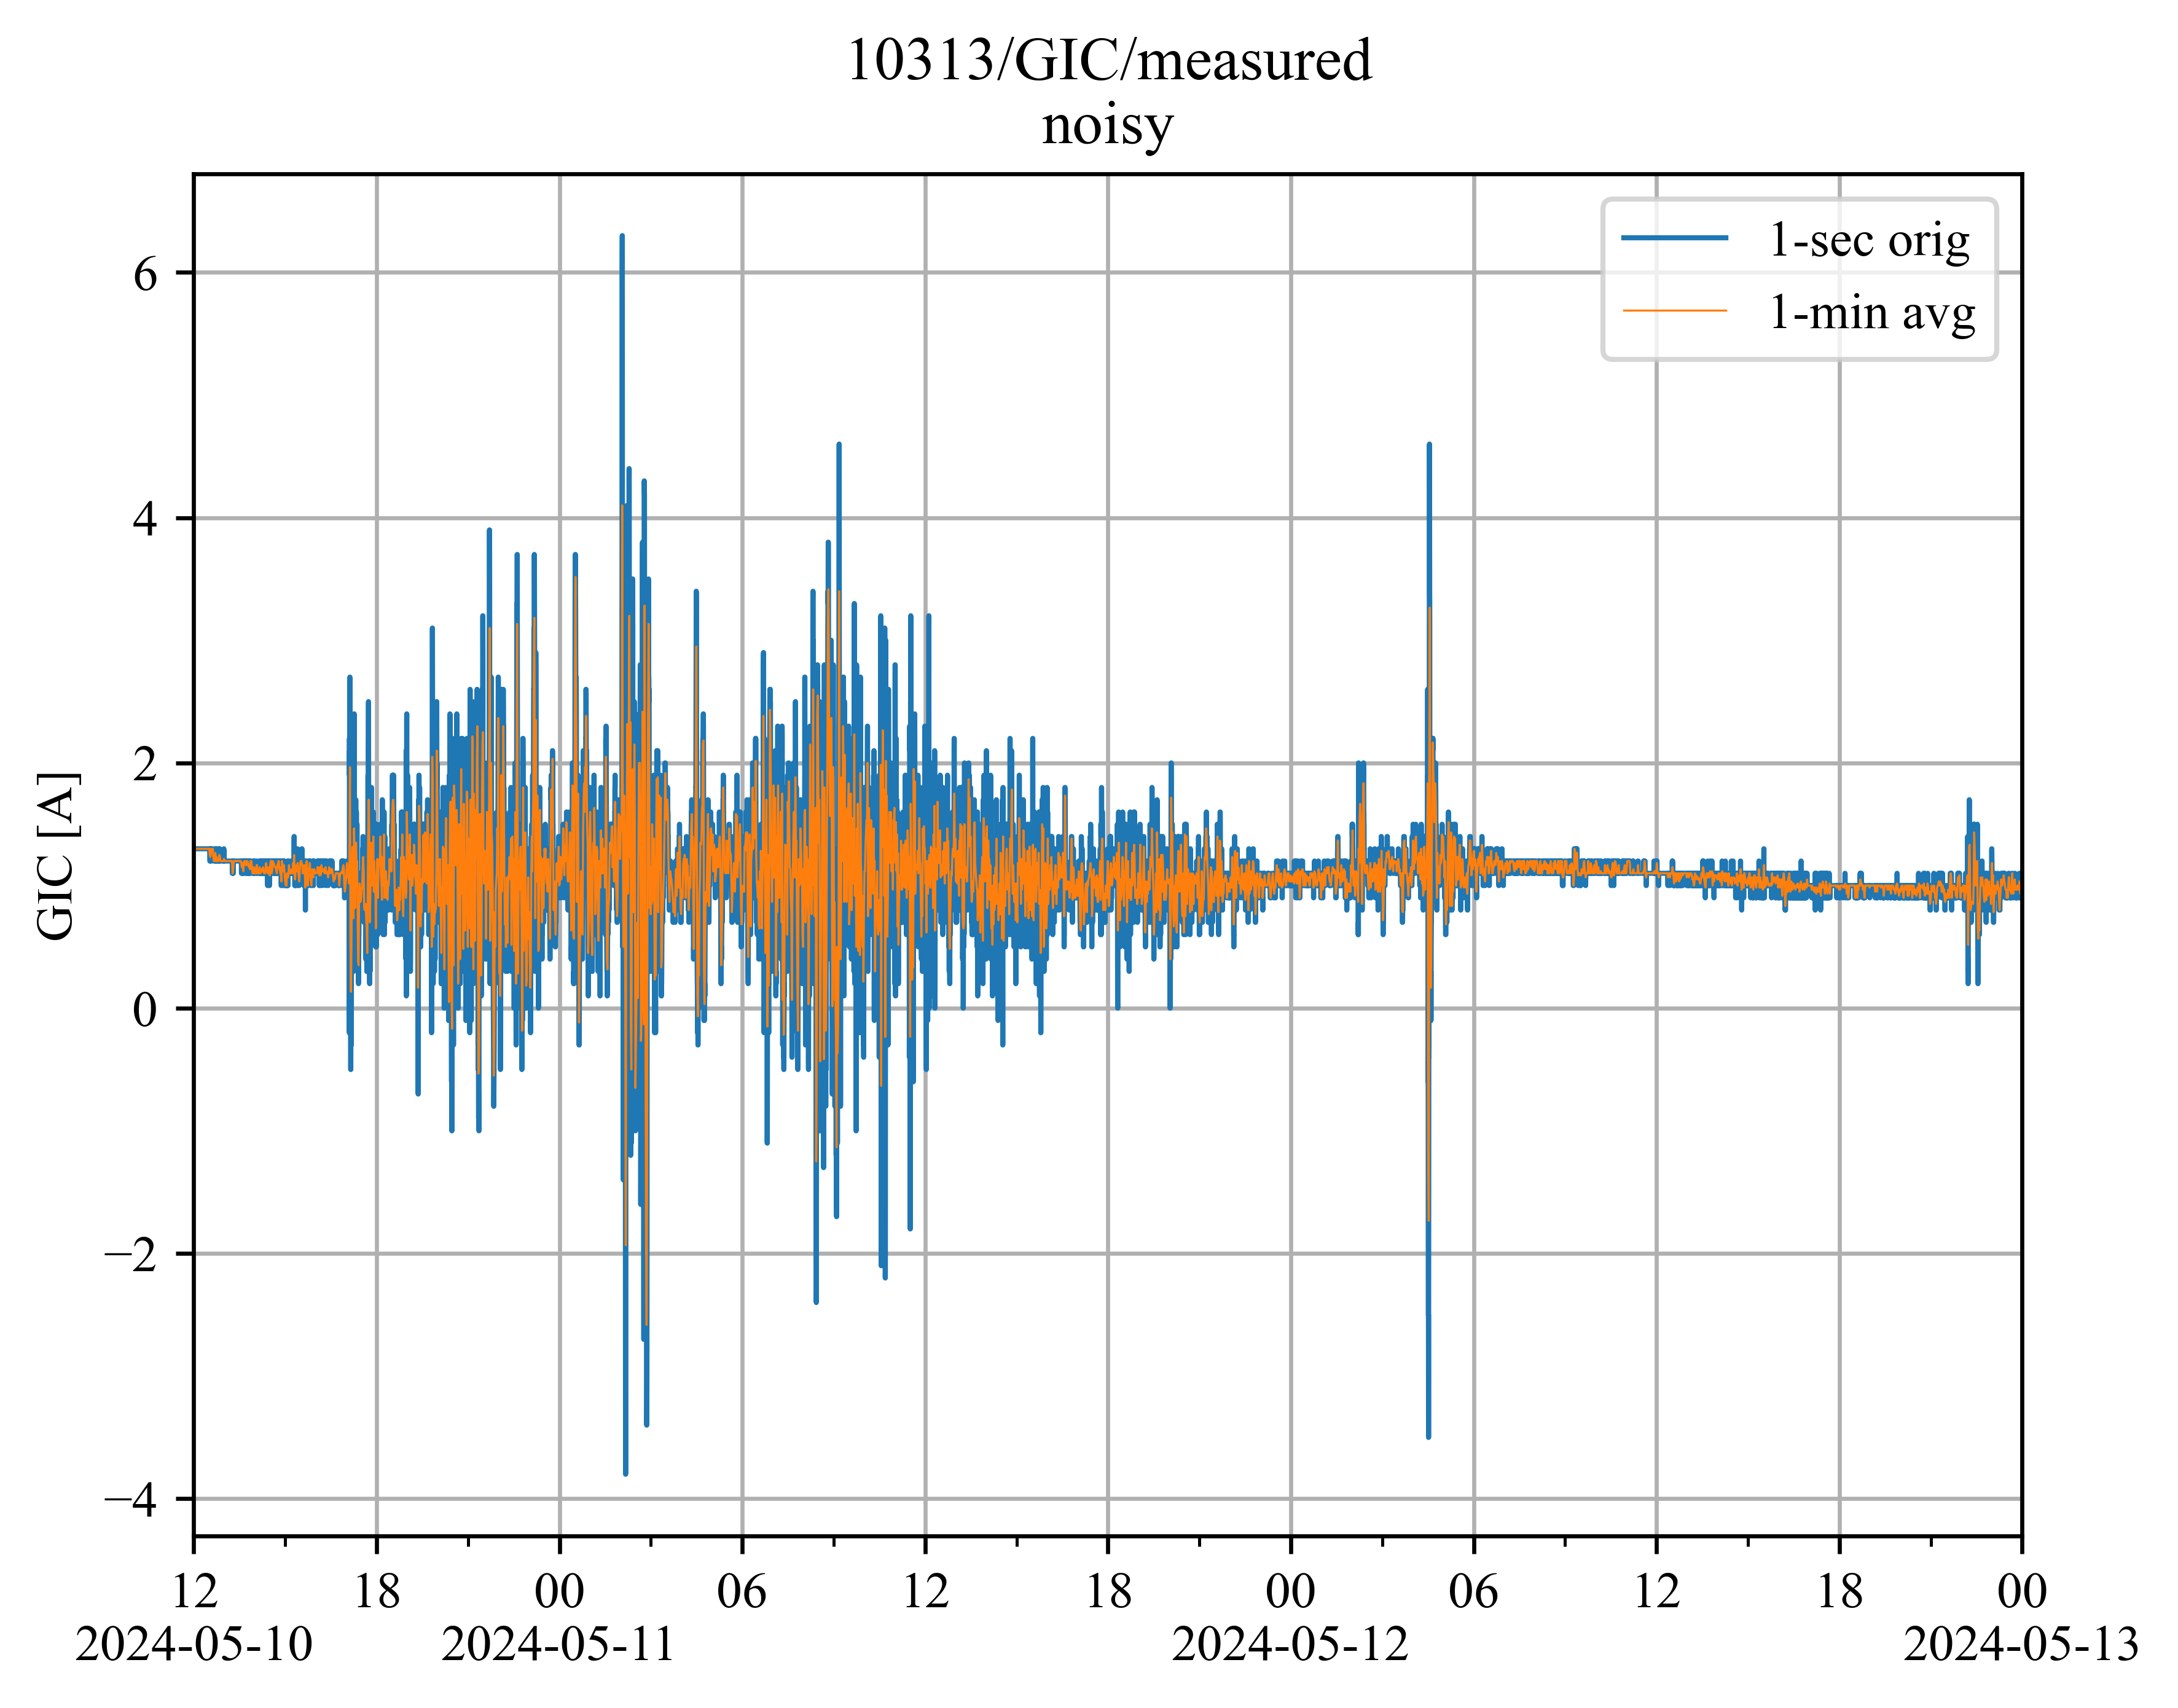 10313/GIC/measured
noisy
1-sec orig
1-min avg
GIC [A]
6
4
2
0
−2
−4
12 18 00 06 12 18 00 06 12 18 00
2024-05-10 2024-05-11 2024-05-12 2024-05-13